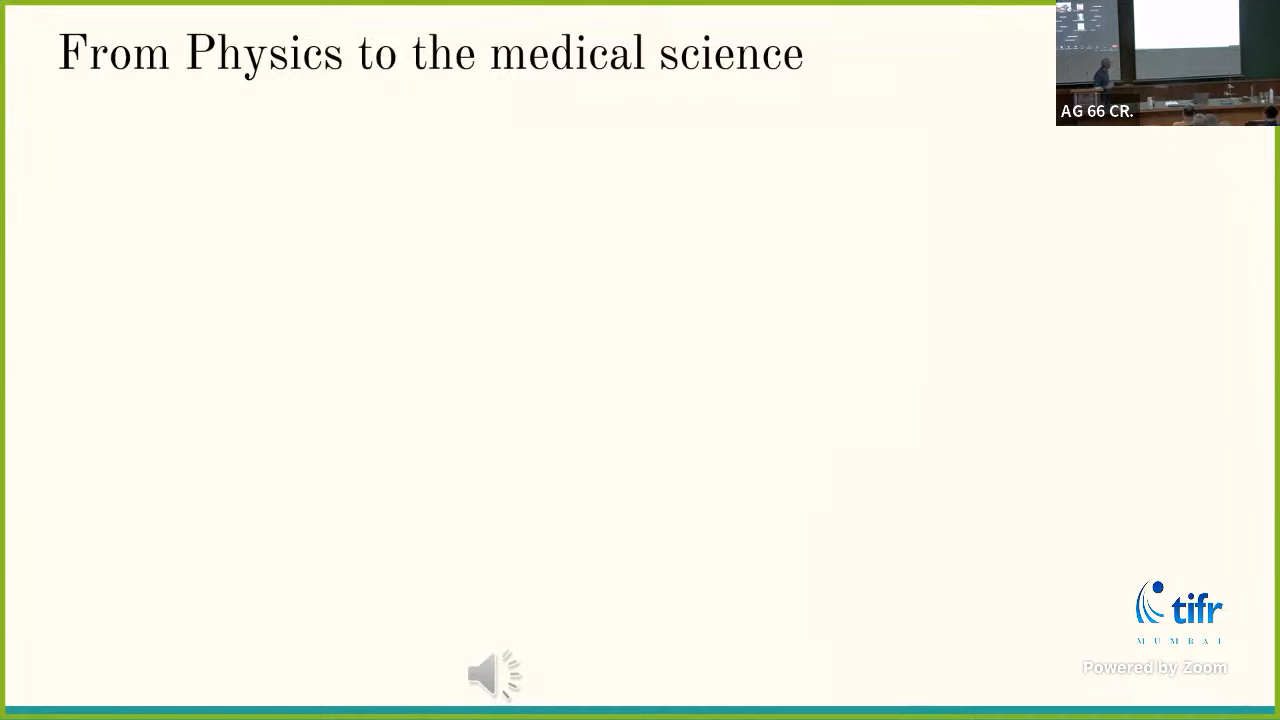 From Physics to the medical science
AG 66 CR.
tifr
MUMBAI
Powered by Zoom